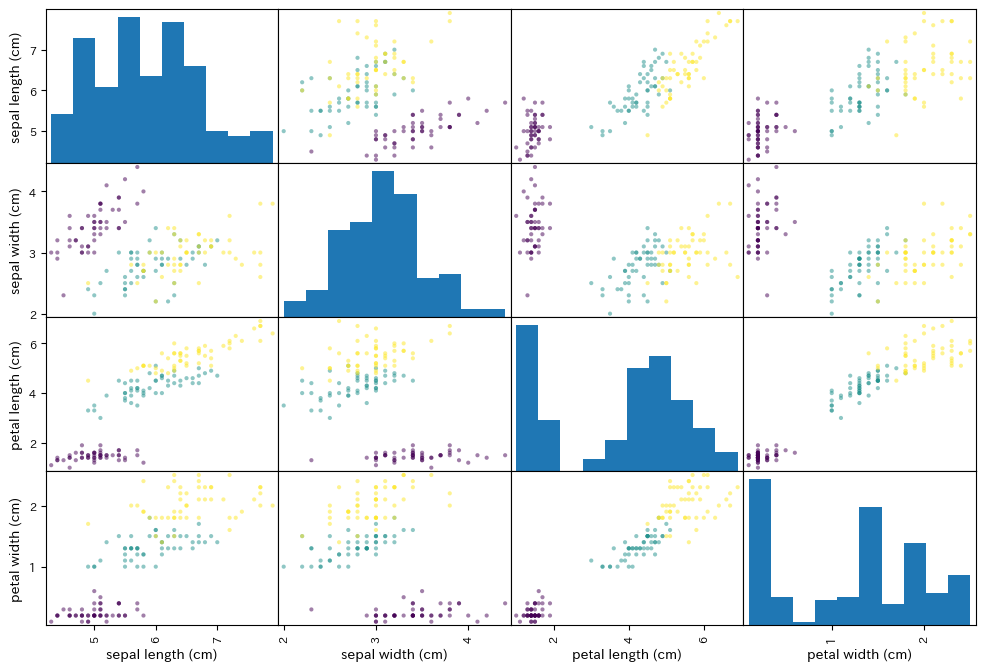 sepal length (cm)
7
6
5
sepal width (cm)
4
3
2
petal length (cm)
6
4
2
petal width (cm)
2
1
5 6 7 2 3 4 2 4 6 1 2
sepal length (cm) sepal width (cm) petal length (cm) petal width (cm)